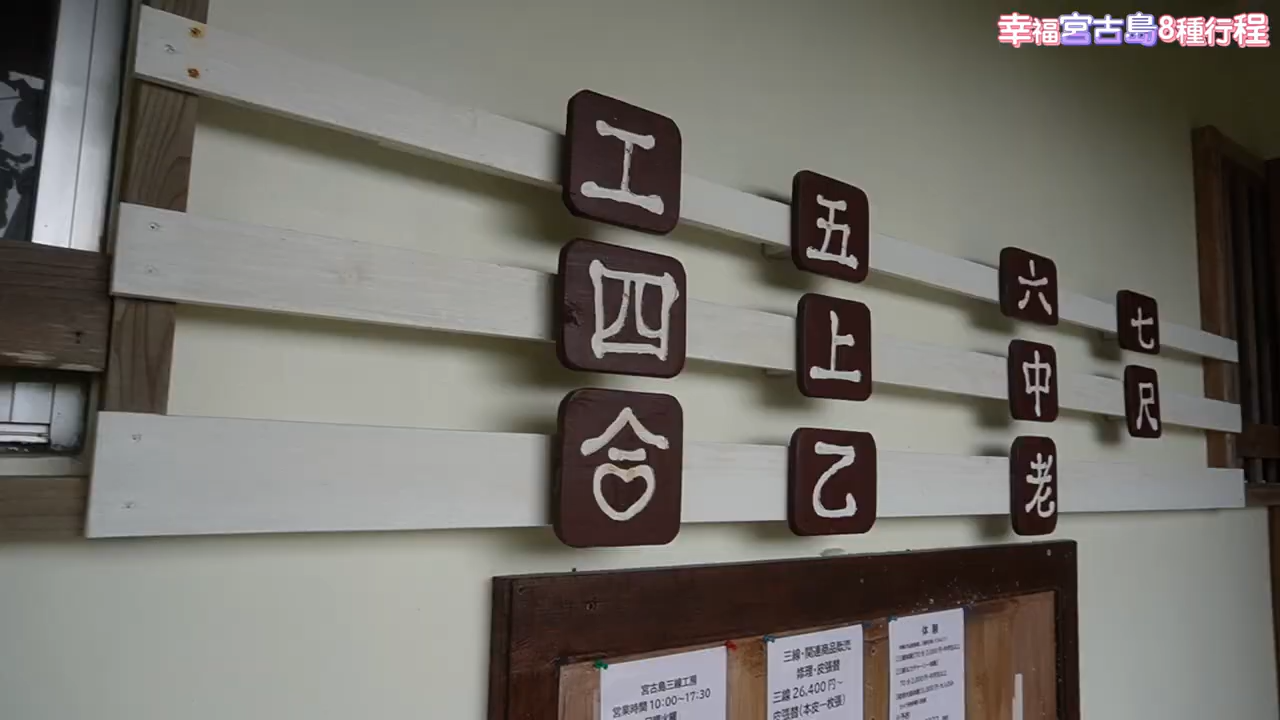 幸福宮古島8種行程
工 五 六 七
四 上 中 尺
合 乙 老
宮古島三線工房
営業時間 10:00~17:30
三線・関連商品販売
修理・皮張替
三線 26,400円~
皮張替(本皮一枚張)
体験